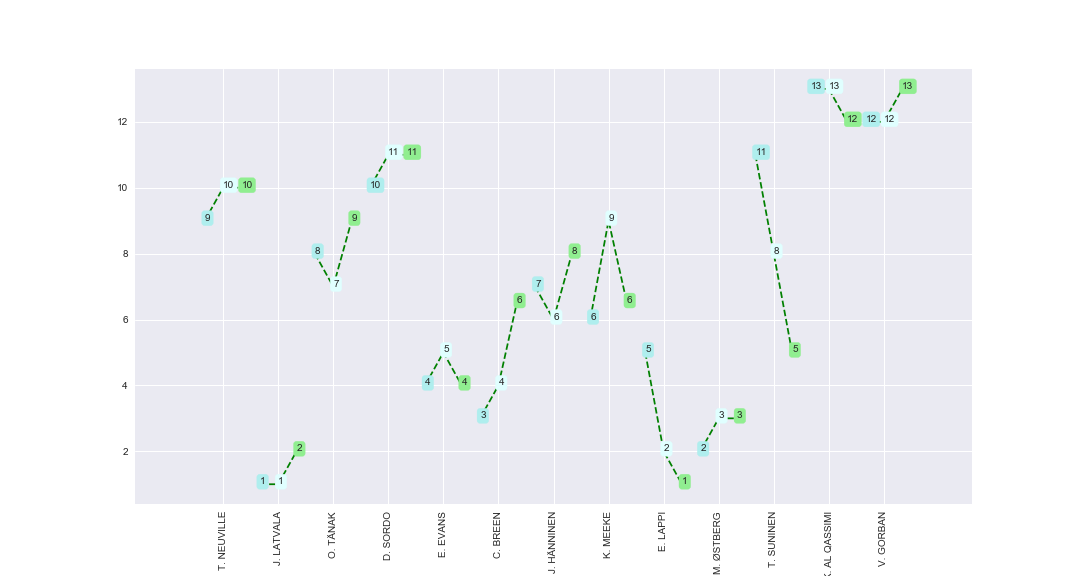 13 13 13
12 12 12 12
11 11 11
10 10 10
9 9 9
8 8 8
7 7
6 6 6 6
5 5 5
4 4 4
3 3 3
2 2 2
1 1 1
12
10
8
6
4
2
T. NEUVILLE
J. LATVALA
O. TÄNAK
D. SORDO
E. EVANS
C. BREEN
J. HÄNNINEN
K. MEEKE
E. LAPPI
M. ØSTBERG
T. SUNINEN
K. AL QASSIMI
V. GORBAN